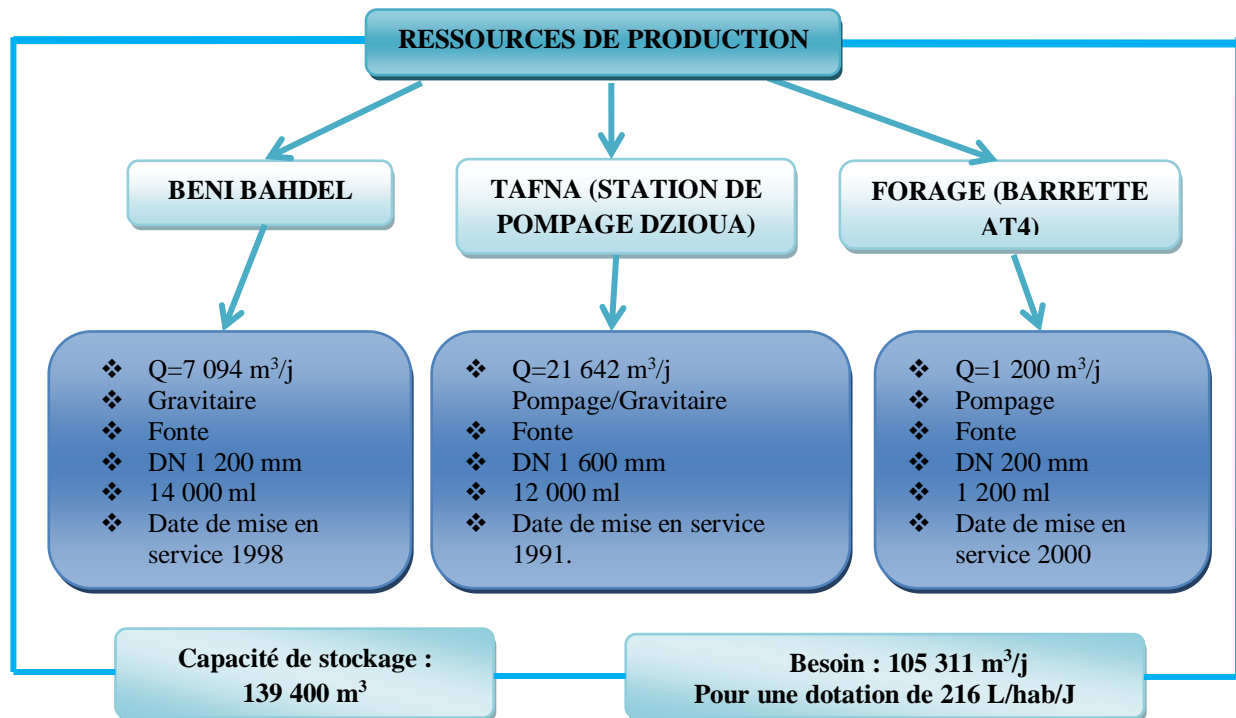 RESSOURCES DE PRODUCTION
BENI BAHDEL
TAFNA (STATION DE
POMPAGE DZIOUA)
FORAGE (BARRETTE
AT4)
❖ Q=7 094 m³/j
❖ Gravitaire
❖ Fonte
❖ DN 1 200 mm
❖ 14 000 ml
❖ Date de mise en
service 1998
❖ Q=21 642 m³/j
Pompage/Gravitaire
❖ Fonte
❖ DN 1 600 mm
❖ 12 000 ml
❖ Date de mise en service
1991.
❖ Q=1 200 m³/j
❖ Pompage
❖ Fonte
❖ DN 200 mm
❖ 1 200 ml
❖ Date de mise en
service 2000
Capacité de stockage :
139 400 m³
Besoin : 105 311 m³/j
Pour une dotation de 216 L/hab/J